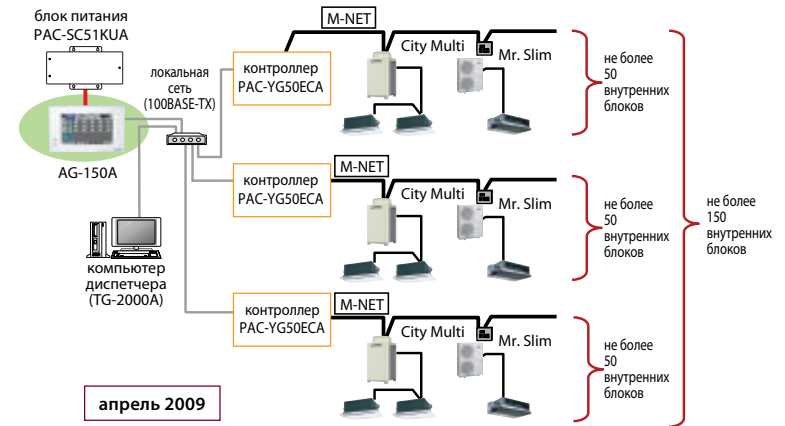 блок питания
PAC-SC51KUA
AG-150A
локальная
сеть
(100BASE-TX)
компьютер
диспетчера
(TG-2000A)
контроллер
PAC-YG50ECA
M-NET
City Multi
Mr. Slim
не более
50
внутренних
блоков
контроллер
PAC-YG50ECA
M-NET
City Multi
Mr. Slim
не более
50
внутренних
блоков
не более
150
внутренних
блоков
контроллер
PAC-YG50ECA
M-NET
City Multi
Mr. Slim
не более
50
внутренних
блоков
апрель 2009